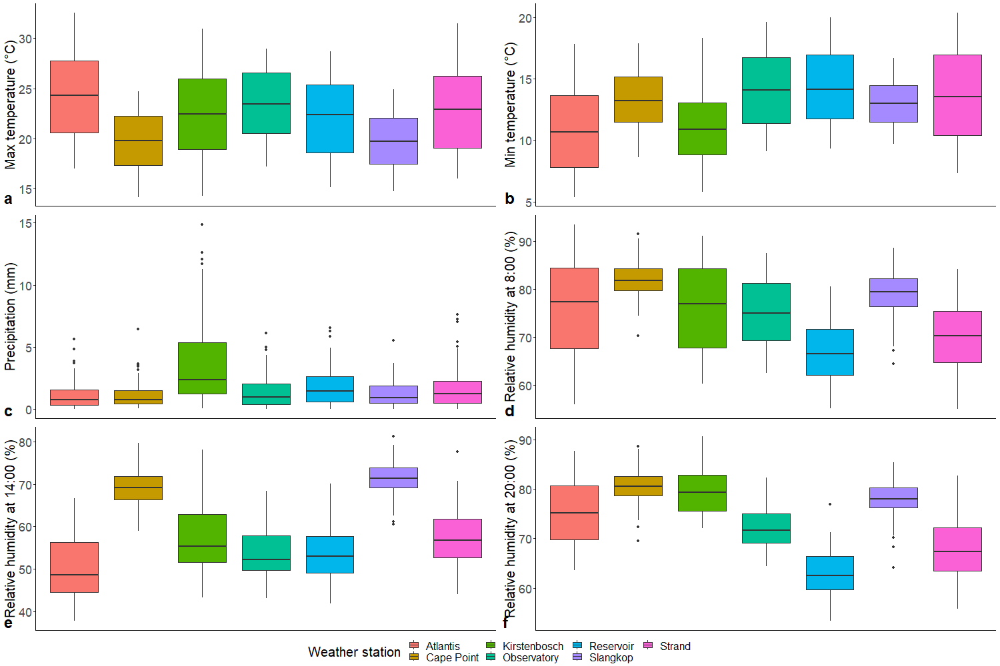 Max temperature (°C)
30
25
20
15
a
Min temperature (°C)
20
15
10
5
b
Precipitation (mm)
15
10
5
0
c
Relative humidity at 8:00 (%)
90
80
70
60
d
Relative humidity at 14:00 (%)
80
70
60
50
40
e
Relative humidity at 20:00 (%)
90
80
70
60
f
Weather station
Atlantis
Cape Point
Kirstenbosch
Observatory
Reservoir
Slangkop
Strand